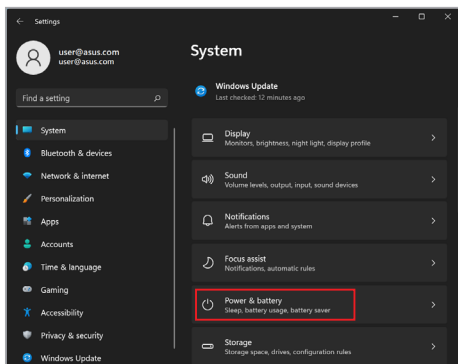 Settings
user@asus.com
user@asus.com
Find a setting
System
Bluetooth & devices
Network & internet
Personalization
Apps
Accounts
Time & language
Gaming
Accessibility
Privacy & security
Windows Update
System
Windows Update
Last checked: 12 minutes ago
Display
Monitors, brightness, night light, display profile
Sound
Volume levels, output, input, sound devices
Notifications
Alerts from apps and system
Focus assist
Notifications, automatic rules
Power & battery
Sleep, battery usage, battery saver
Storage
Storage space, drives, configuration rules